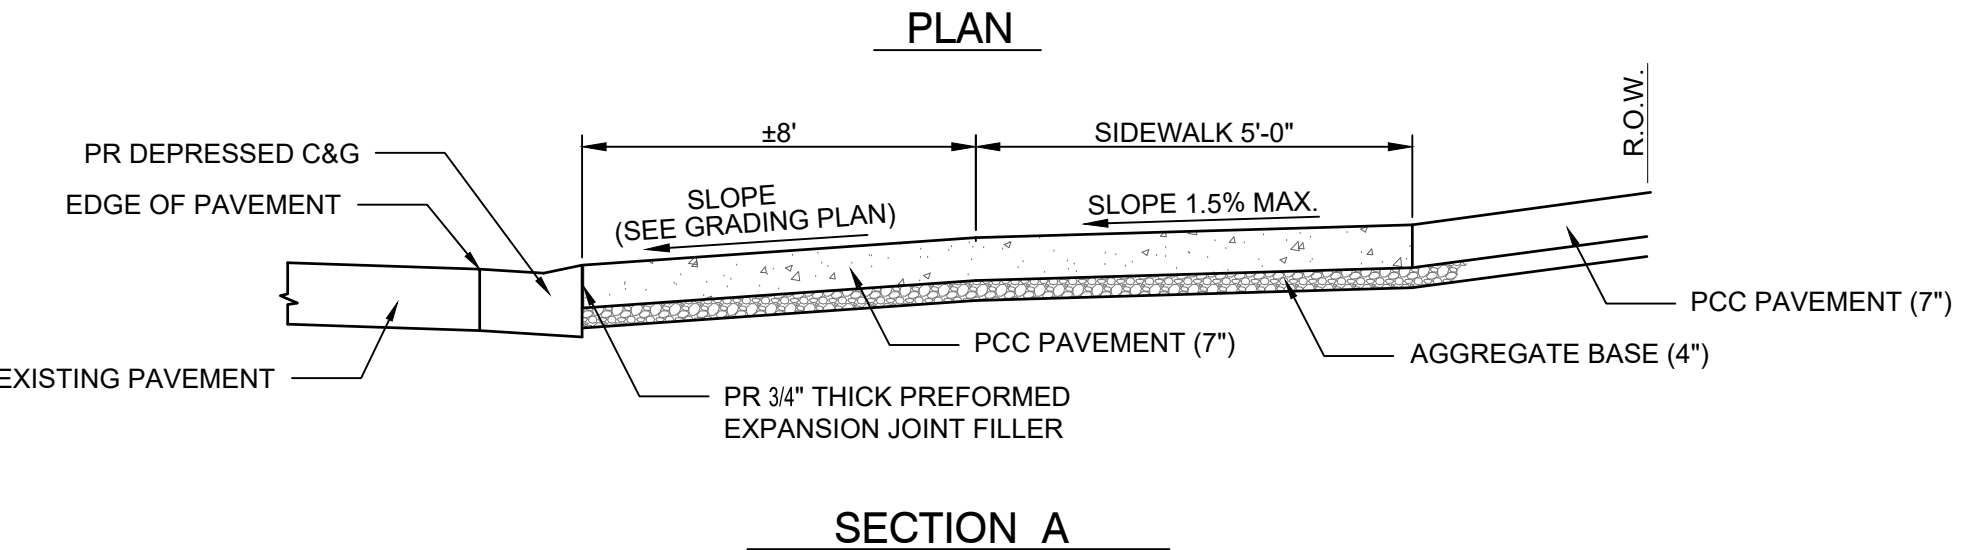 PLAN
R.O.W.
±8'
SIDEWALK 5'-0"
PR DEPRESSED C&G
EDGE OF PAVEMENT
SLOPE
(SEE GRADING PLAN)
SLOPE 1.5% MAX.
PCC PAVEMENT (7")
PCC PAVEMENT (7")
AGGREGATE BASE (4")
EXISTING PAVEMENT
PR 3/4" THICK PREFORMED
EXPANSION JOINT FILLER
SECTION A